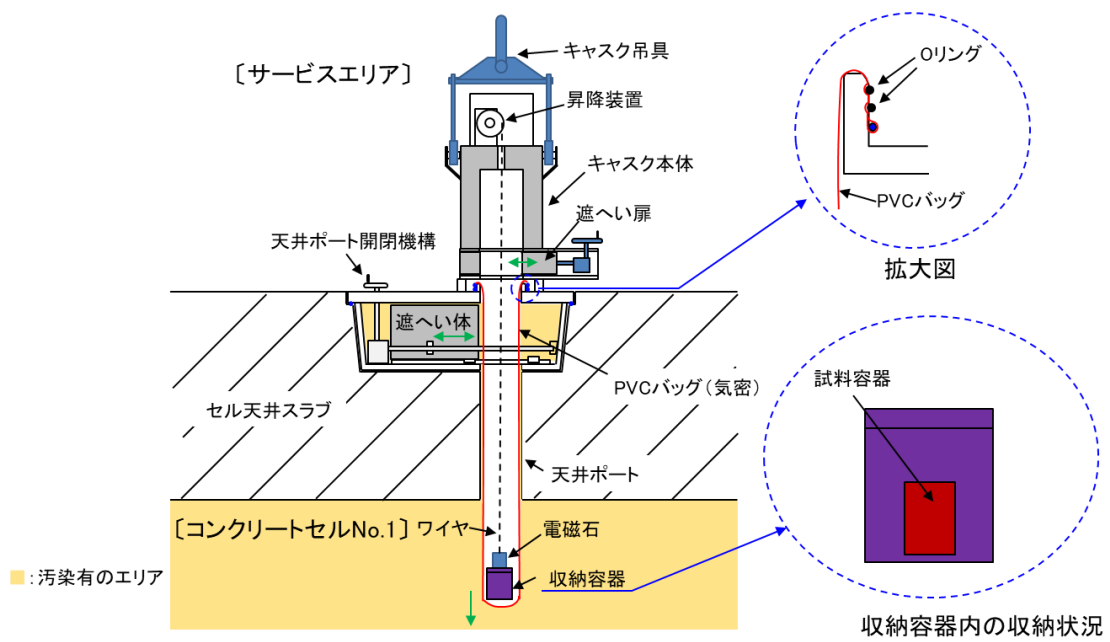 キャスク吊具
〔サービスエリア〕
昇降装置
キャスク本体
遮へい扉
天井ポート開閉機構
遮へい体
PVCバッグ（気密）
セル天井スラブ
天井ポート
〔コンクリートセルNo.1〕
ワイヤ
電磁石
収納容器
：汚染有のエリア
Oリング
PVCバッグ
拡大図
試料容器
収納容器内の収納状況